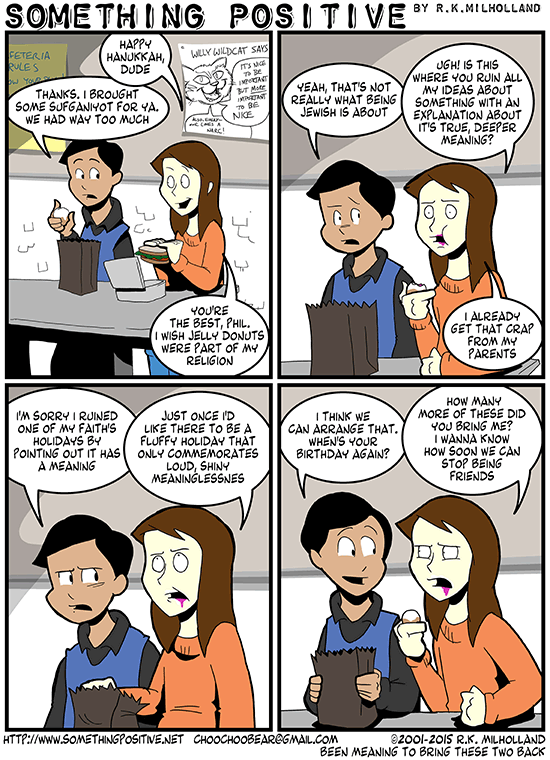 SOMETHING POSITIVE BY R.K.MILHOLLAND
FETERIA
RULES
HAPPY
HANUKKAH,
DUDE
WILLY WILDCAT SAYS
IT'S NICE
TO BE
IMPORTANT
BUT MORE
IMPORTANT
TO BE
NICE
THANKS. I BROUGHT
SOME SUFGANIYOT FOR YA.
WE HAD WAY TOO MUCH
NARC!
YOU'RE
THE BEST, PHIL.
I WISH JELLY DONUTS
WERE PART OF MY
RELIGION
YEAH, THAT'S NOT
REALLY WHAT BEING
JEWISH IS ABOUT
UGH! IS THIS
WHERE YOU RUIN ALL
MY IDEAS ABOUT
SOMETHING WITH AN
EXPLANATION ABOUT
IT'S TRUE, DEEPER
MEANING?
I ALREADY
GET THAT CRAP
FROM MY
PARENTS
I'M SORRY I RUINED
ONE OF MY FAITH'S
HOLIDAYS BY
POINTING OUT IT HAS
A MEANING
JUST ONCE I'D
LIKE THERE TO BE A
FLUFFY HOLIDAY THAT
ONLY COMMEMORATES
LOUD, SHINY
MEANINGLESSNES
I THINK WE
CAN ARRANGE THAT.
WHEN'S YOUR
BIRTHDAY AGAIN?
HOW MANY
MORE OF THESE DID
YOU BRING ME?
I WANNA KNOW
HOW SOON WE CAN
STOP BEING
FRIENDS
HTTP://WWW.SOMETHINGPOSITIVE.NET CHOOCHOOBEAR@GMAIL.COM ©2001-2015 R.K. MILHOLLAND
BEEN MEANING TO BRING THESE TWO BACK